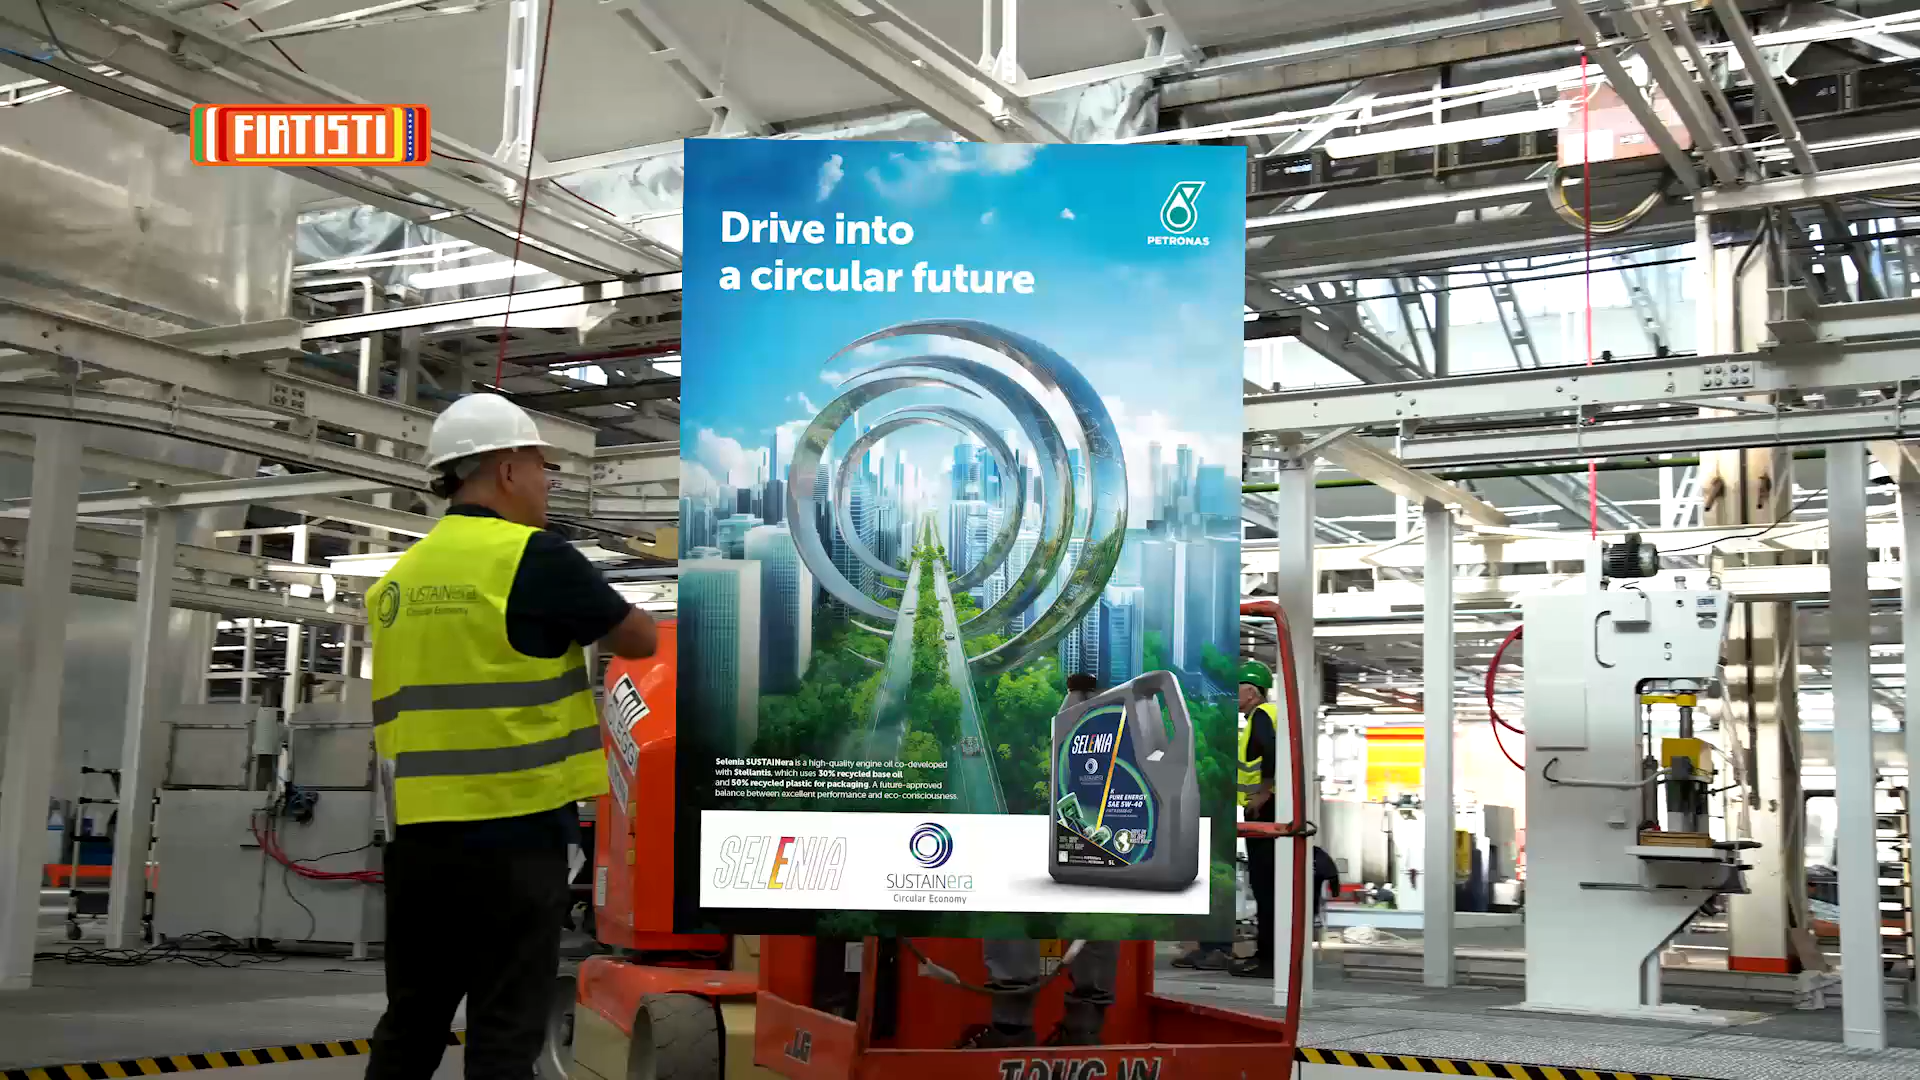 FIATISTI
Drive into
a circular future
PETRONAS
SUSTAINera
Circular Economy
Selenia SUSTAINera is a high-quality engine oil co-developed
with Stellantis, which uses 30% recycled base oil
and 50% recycled plastic for packaging. A future-approved
balance between excellent performance and eco-consciousness.
SELENIA
K
PURE ENERGY
SAE 5W-40
5L
SELENIA
SUSTAINera
Circular Economy
JLG